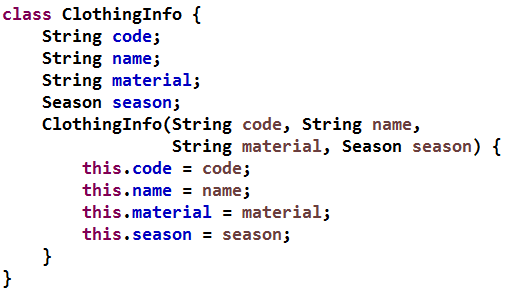 class ClothingInfo {
    String code;
    String name;
    String material;
    Season season;
    ClothingInfo(String code, String name,
                 String material, Season season) {
        this.code = code;
        this.name = name;
        this.material = material;
        this.season = season;
    }
}